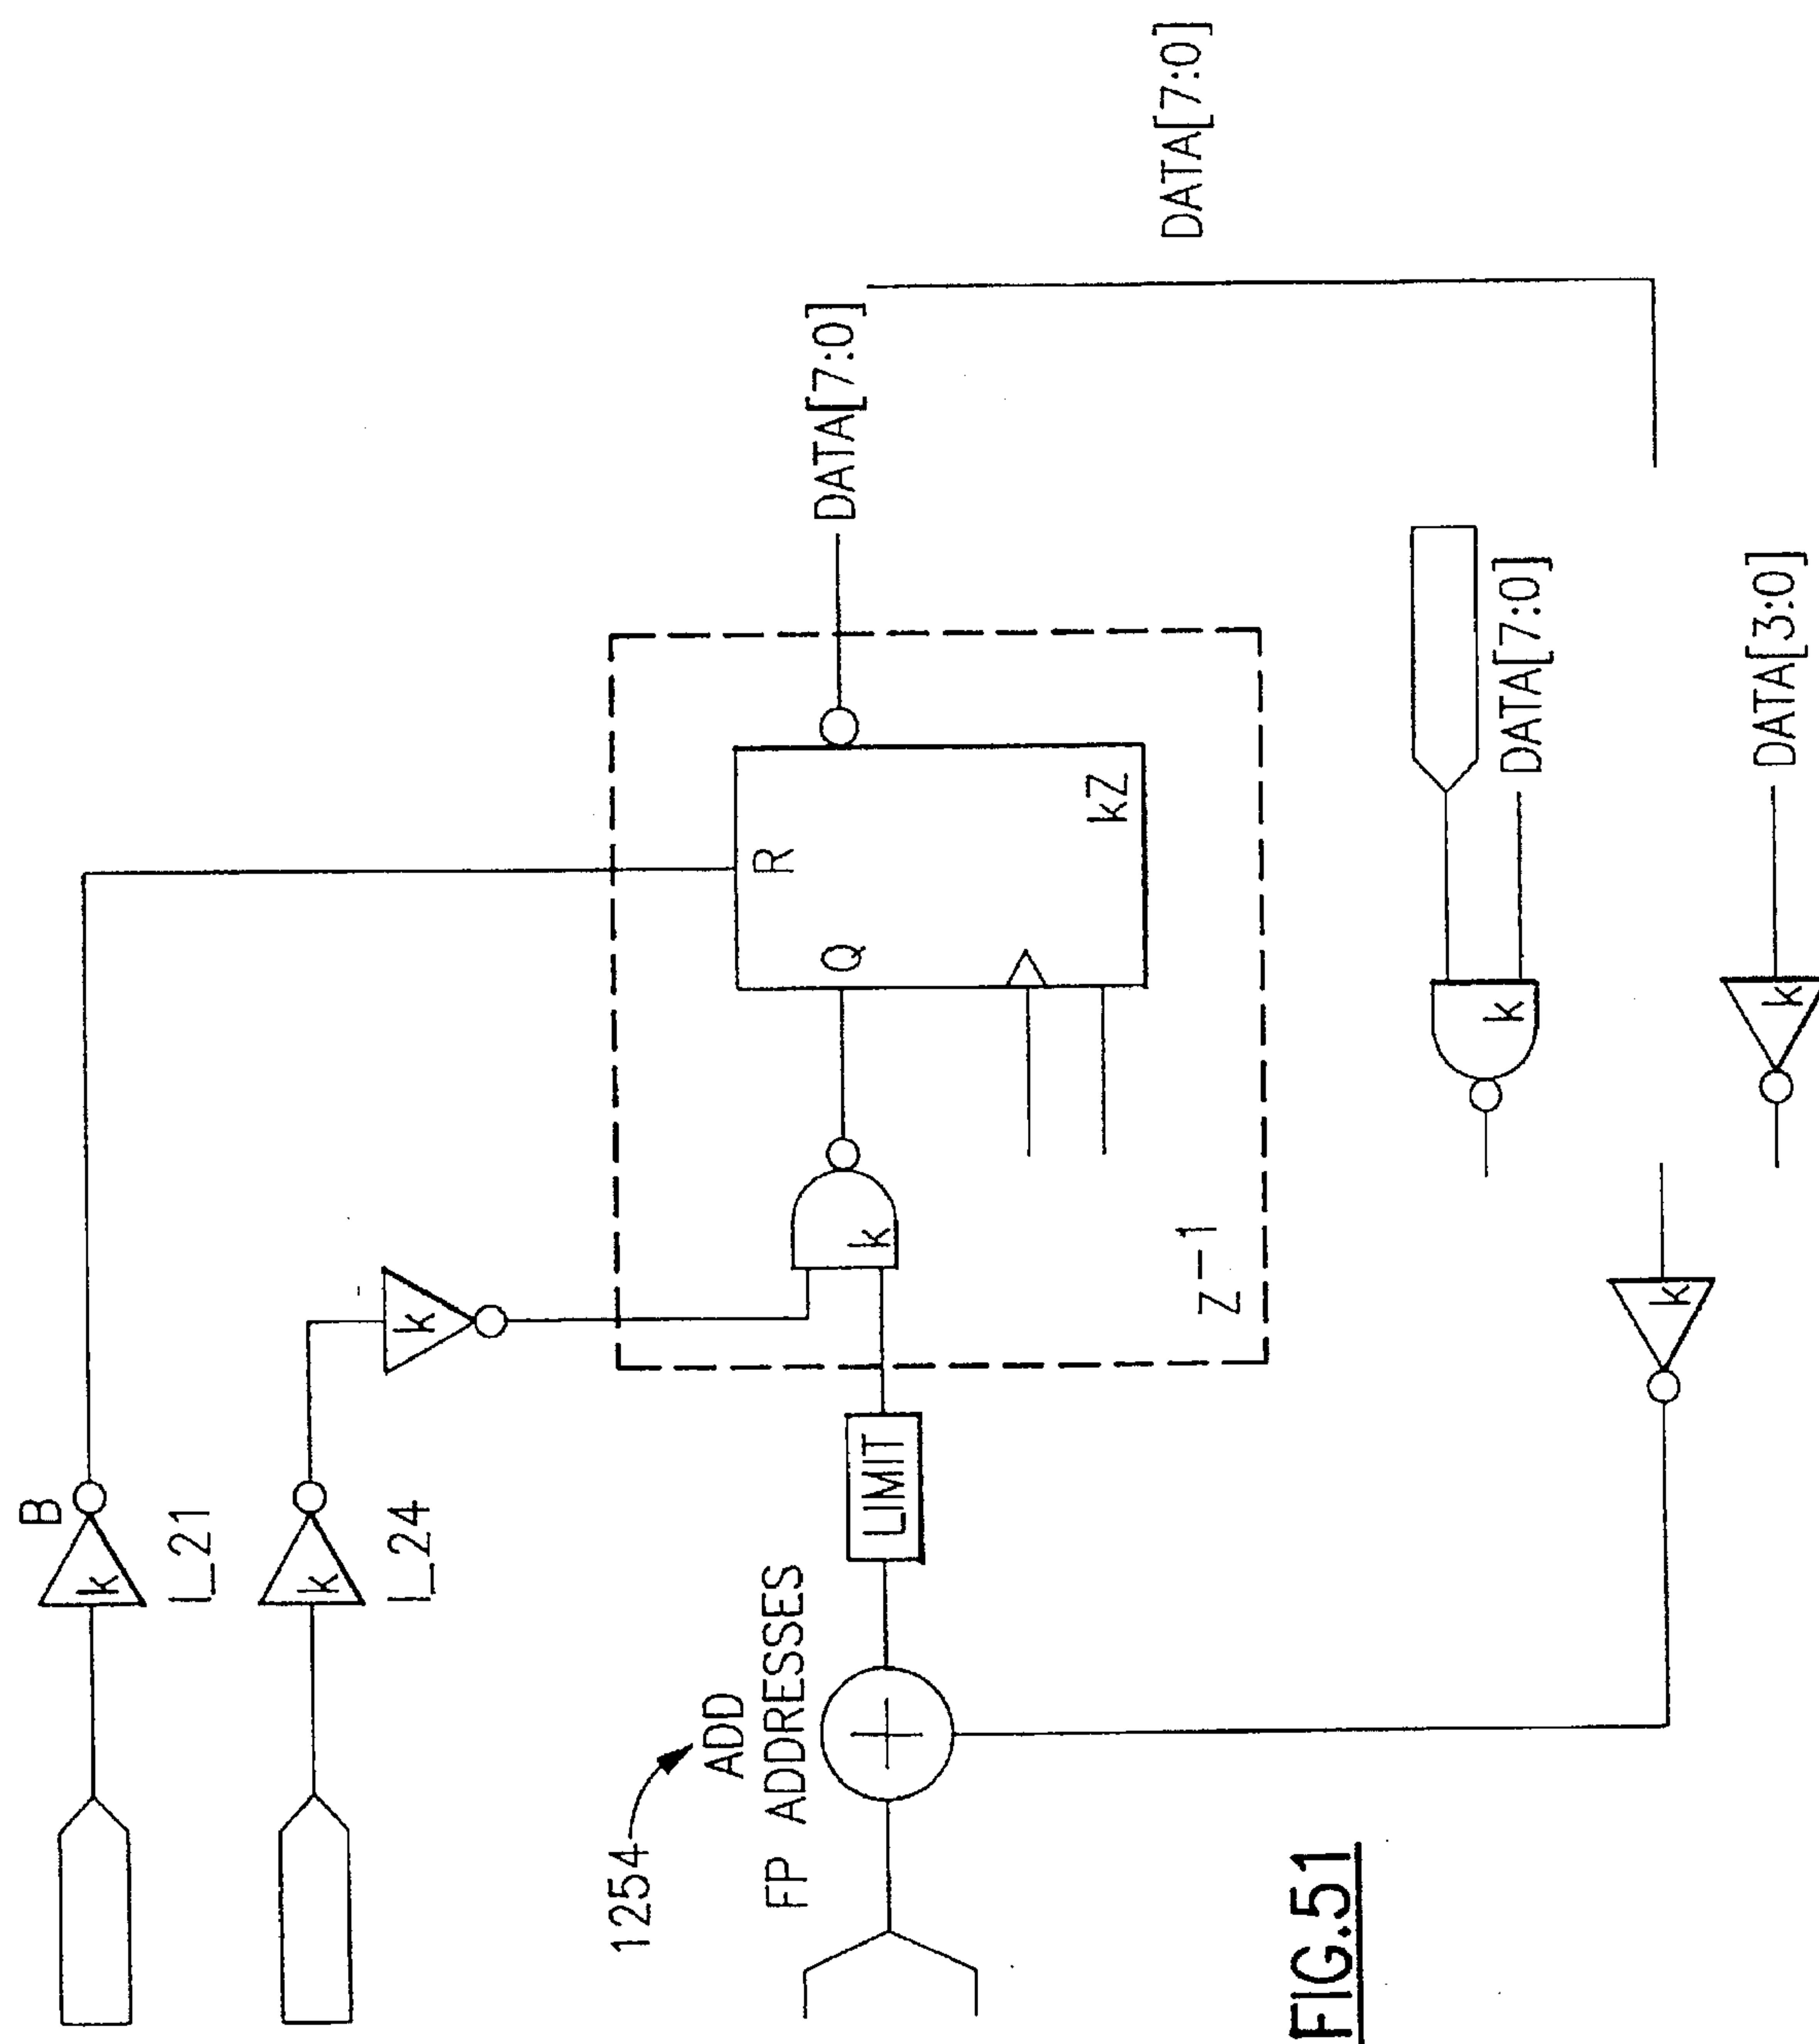 B
k
I_21
k
I_24
k
1254
ADD
FP ADDRESSES
LIMIT
k
Q
R
kZ
Z-1
DATA[7:0]
DATA[7:0]
k
DATA[7:0]
k
k
DATA[3:0]
FIG.51